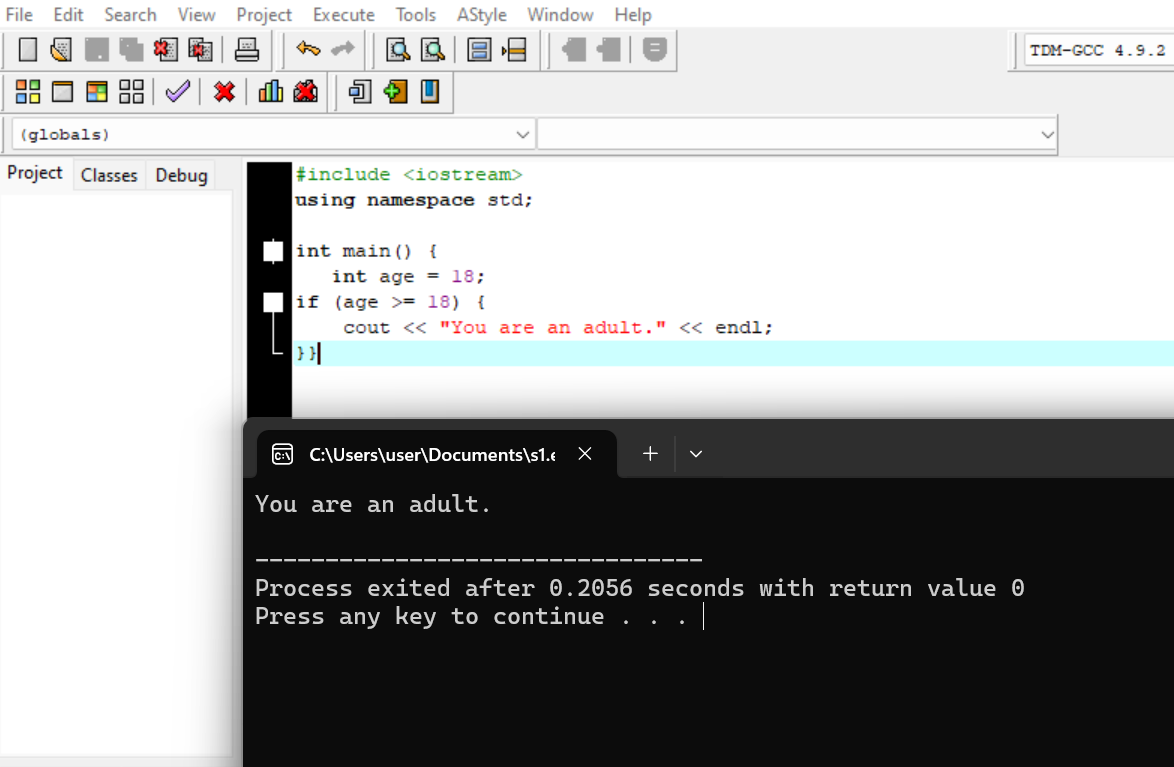 File Edit Search View Project Execute Tools AStyle Window Help
TDM-GCC 4.9.2
(globals)
Project Classes Debug
#include <iostream>
using namespace std;
int main() {
   int age = 18;
if (age >= 18) {
    cout << "You are an adult." << endl;
}}
C:\Users\user\Documents\s1.e
You are an adult.
--------------------------------
Process exited after 0.2056 seconds with return value 0
Press any key to continue . . .